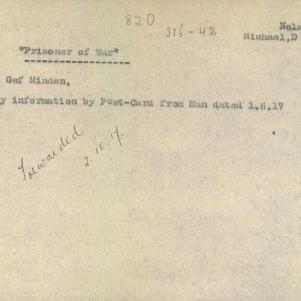 820
316-42
Michael,D
"Prisoner of War"
Gef Minden,
y information by Post-Card from Man dated 1.6.17
Forwarded
2.10.17.